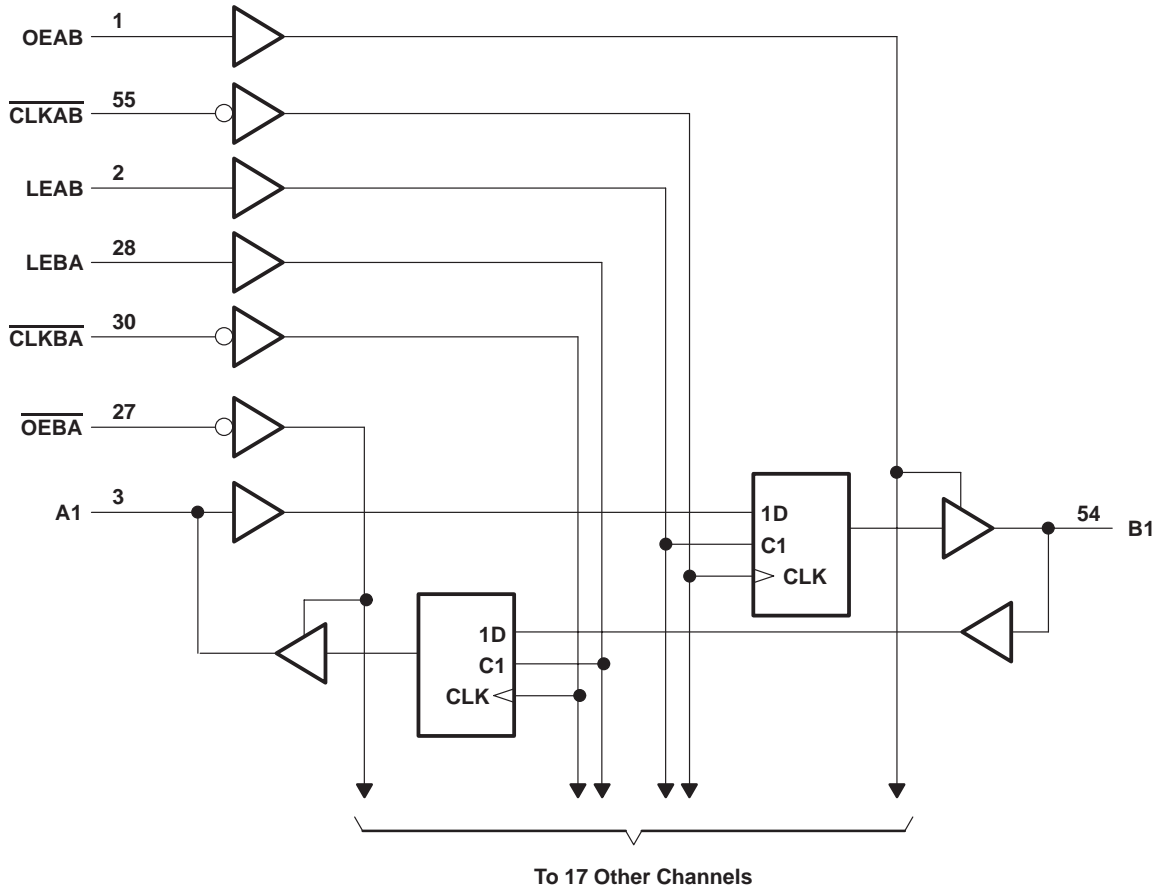 OEAB 1
CLKAB 55
LEAB 2
LEBA 28
CLKBA 30
OEBA 27
A1 3
1D
C1
CLK
54 B1
1D
C1
CLK
To 17 Other Channels